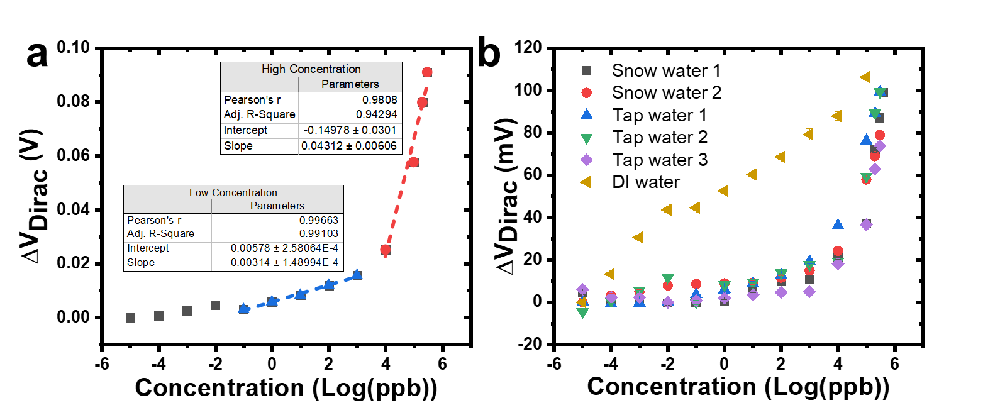 a
0.10
0.08
0.06
0.04
0.02
0.00
ΔVDirac (V)
High Concentration
Parameters
Pearson's r 0.9808
Adj. R-Square 0.94294
Intercept -0.14978 ± 0.0301
Slope 0.04312 ± 0.00606
Low Concentration
Parameters
Pearson's r 0.99663
Adj. R-Square 0.99103
Intercept 0.00578 ± 2.58064E-4
Slope 0.00314 ± 1.48994E-4
-6 -4 -2 0 2 4 6
Concentration (Log(ppb))
b
120
100
80
60
40
20
0
-20
ΔVDirac (mV)
Snow water 1
Snow water 2
Tap water 1
Tap water 2
Tap water 3
DI water
-6 -4 -2 0 2 4 6
Concentration (Log(ppb))